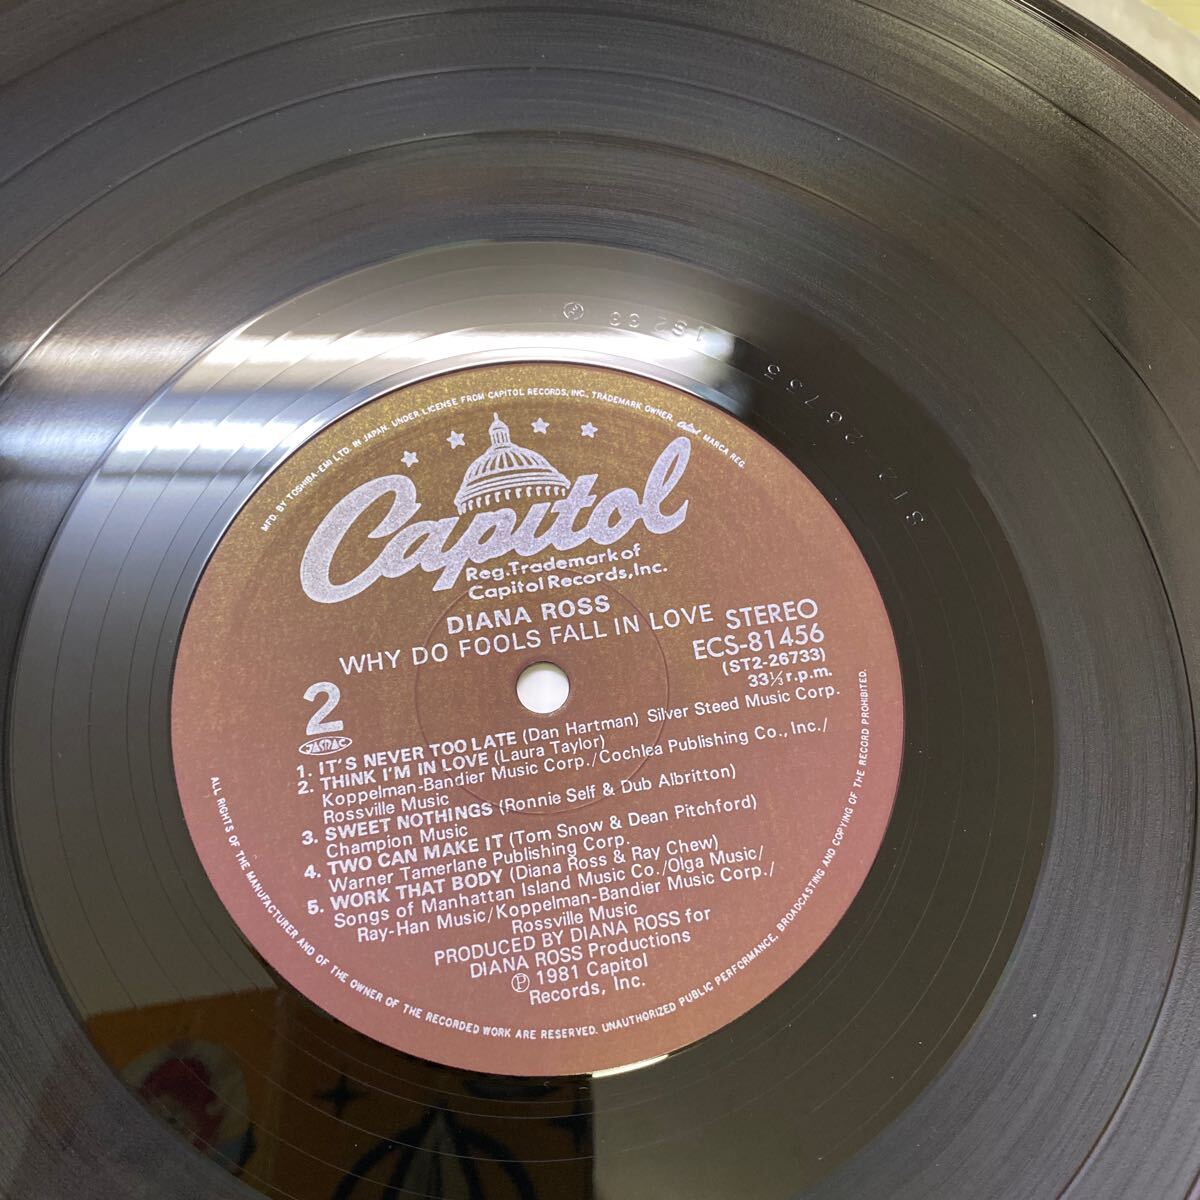 MFD. BY TOSHIBA-EMI LTD. IN JAPAN. UNDER LICENSE FROM CAPITOL RECORDS, INC., TRADEMARK OWNER. Capitol MARCA REG.
Capitol
Reg. Trademark of
Capitol Records, Inc.
DIANA ROSS
WHY DO FOOLS FALL IN LOVE
STEREO
ECS-81456
(ST2-26733)
33⅓ r.p.m.
2
JASRAC
1. IT'S NEVER TOO LATE (Dan Hartman) Silver Steed Music Corp.
2. THINK I'M IN LOVE (Laura Taylor)
Koppelman-Bandier Music Corp./Cochlea Publishing Co., Inc./
Rossville Music
3. SWEET NOTHINGS (Ronnie Self & Dub Albritton)
Champion Music
4. TWO CAN MAKE IT (Tom Snow & Dean Pitchford)
Warner Tamerlane Publishing Corp.
5. WORK THAT BODY (Diana Ross & Ray Chew)
Songs of Manhattan Island Music Co./Olga Music/
Ray-Han Music/Koppelman-Bandier Music Corp./
Rossville Music
PRODUCED BY DIANA ROSS for
DIANA ROSS Productions
Ⓟ 1981 Capitol
Records, Inc.
ALL RIGHTS OF THE MANUFACTURER AND OF THE OWNER OF THE RECORDED WORK ARE RESERVED. UNAUTHORIZED PUBLIC PERFORMANCE, BROADCASTING AND COPYING OF THE RECORD PROHIBITED.